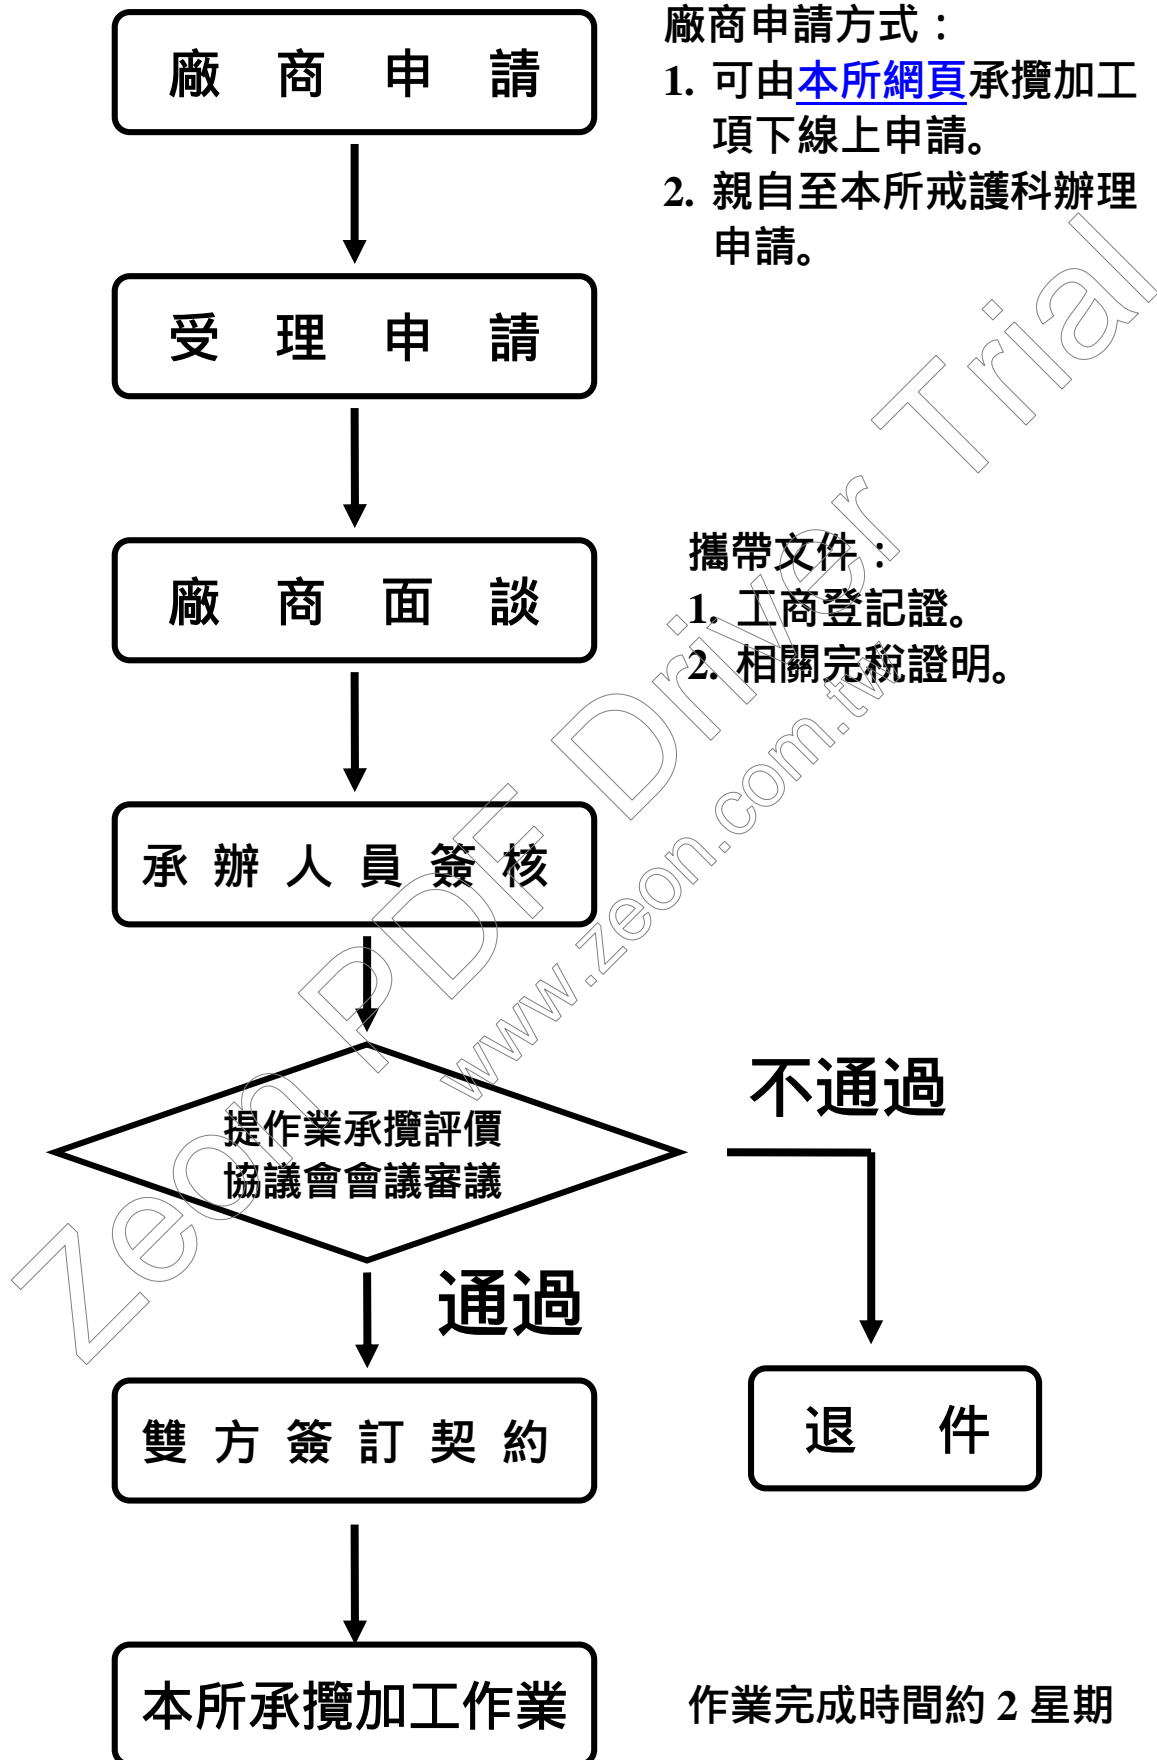 廠商申請
廠商申請方式：
1. 可由本所網頁承攬加工
項下線上申請。
2. 親自至本所戒護科辦理
申請。
受理申請
廠商面談
攜帶文件：
1. 工商登記證。
2. 相關完稅證明。
承辦人員簽核
提作業承攬評價
協議會會議審議
不通過
通過
雙方簽訂契約
退件
本所承攬加工作業
作業完成時間約 2 星期
Zeon PDF Driver Trial
www.zeon.com.tw